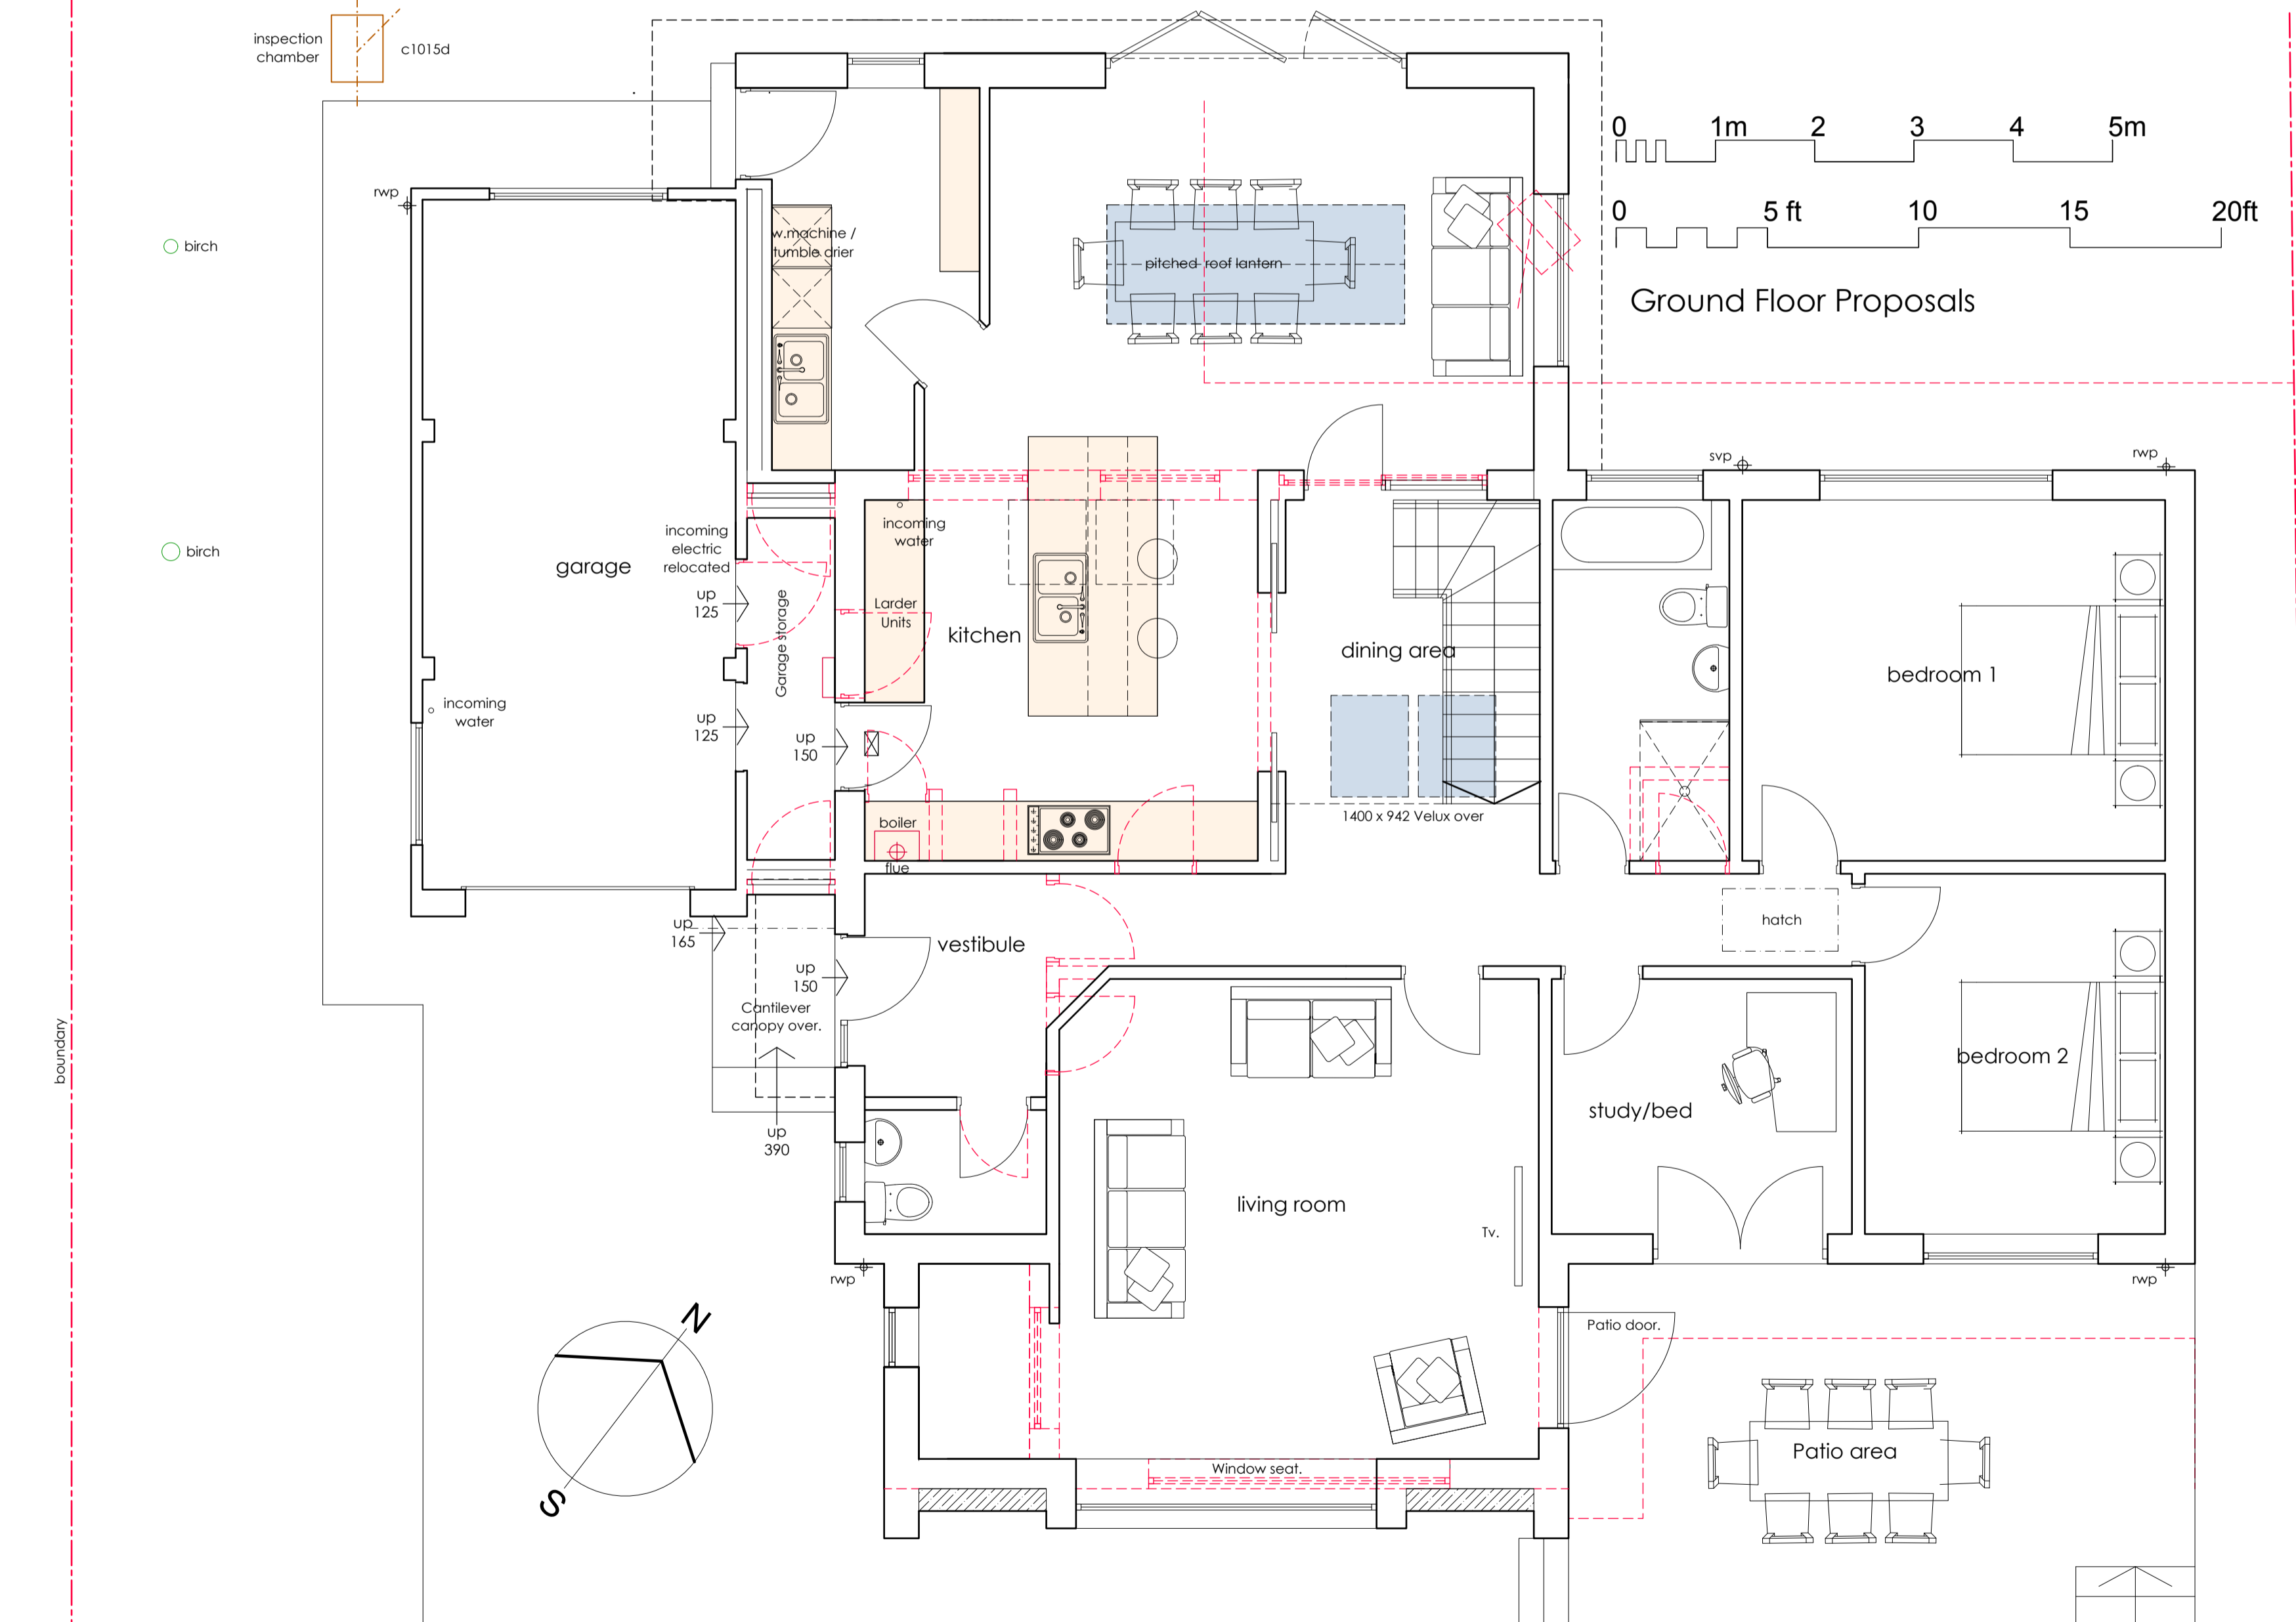 inspection
chamber
c1015d
0 1m 2 3 4 5m
0 5 ft 10 15 20ft
Ground Floor Proposals
rwp
birch
w.machine /
tumble drier
pitched roof lantern
svp
rwp
birch
garage
incoming
electric
relocated
up
125
Garage storage
incoming
water
Larder
Units
kitchen
dining area
bedroom 1
incoming
water
up
125
up
150
boiler
flue
1400 x 942 Velux over
up
165
vestibule
hatch
up
150
Cantilever
canopy over.
up
390
boundary
bedroom 2
study/bed
living room
Tv.
rwp
rwp
Patio door.
N
S
Window seat.
Patio area